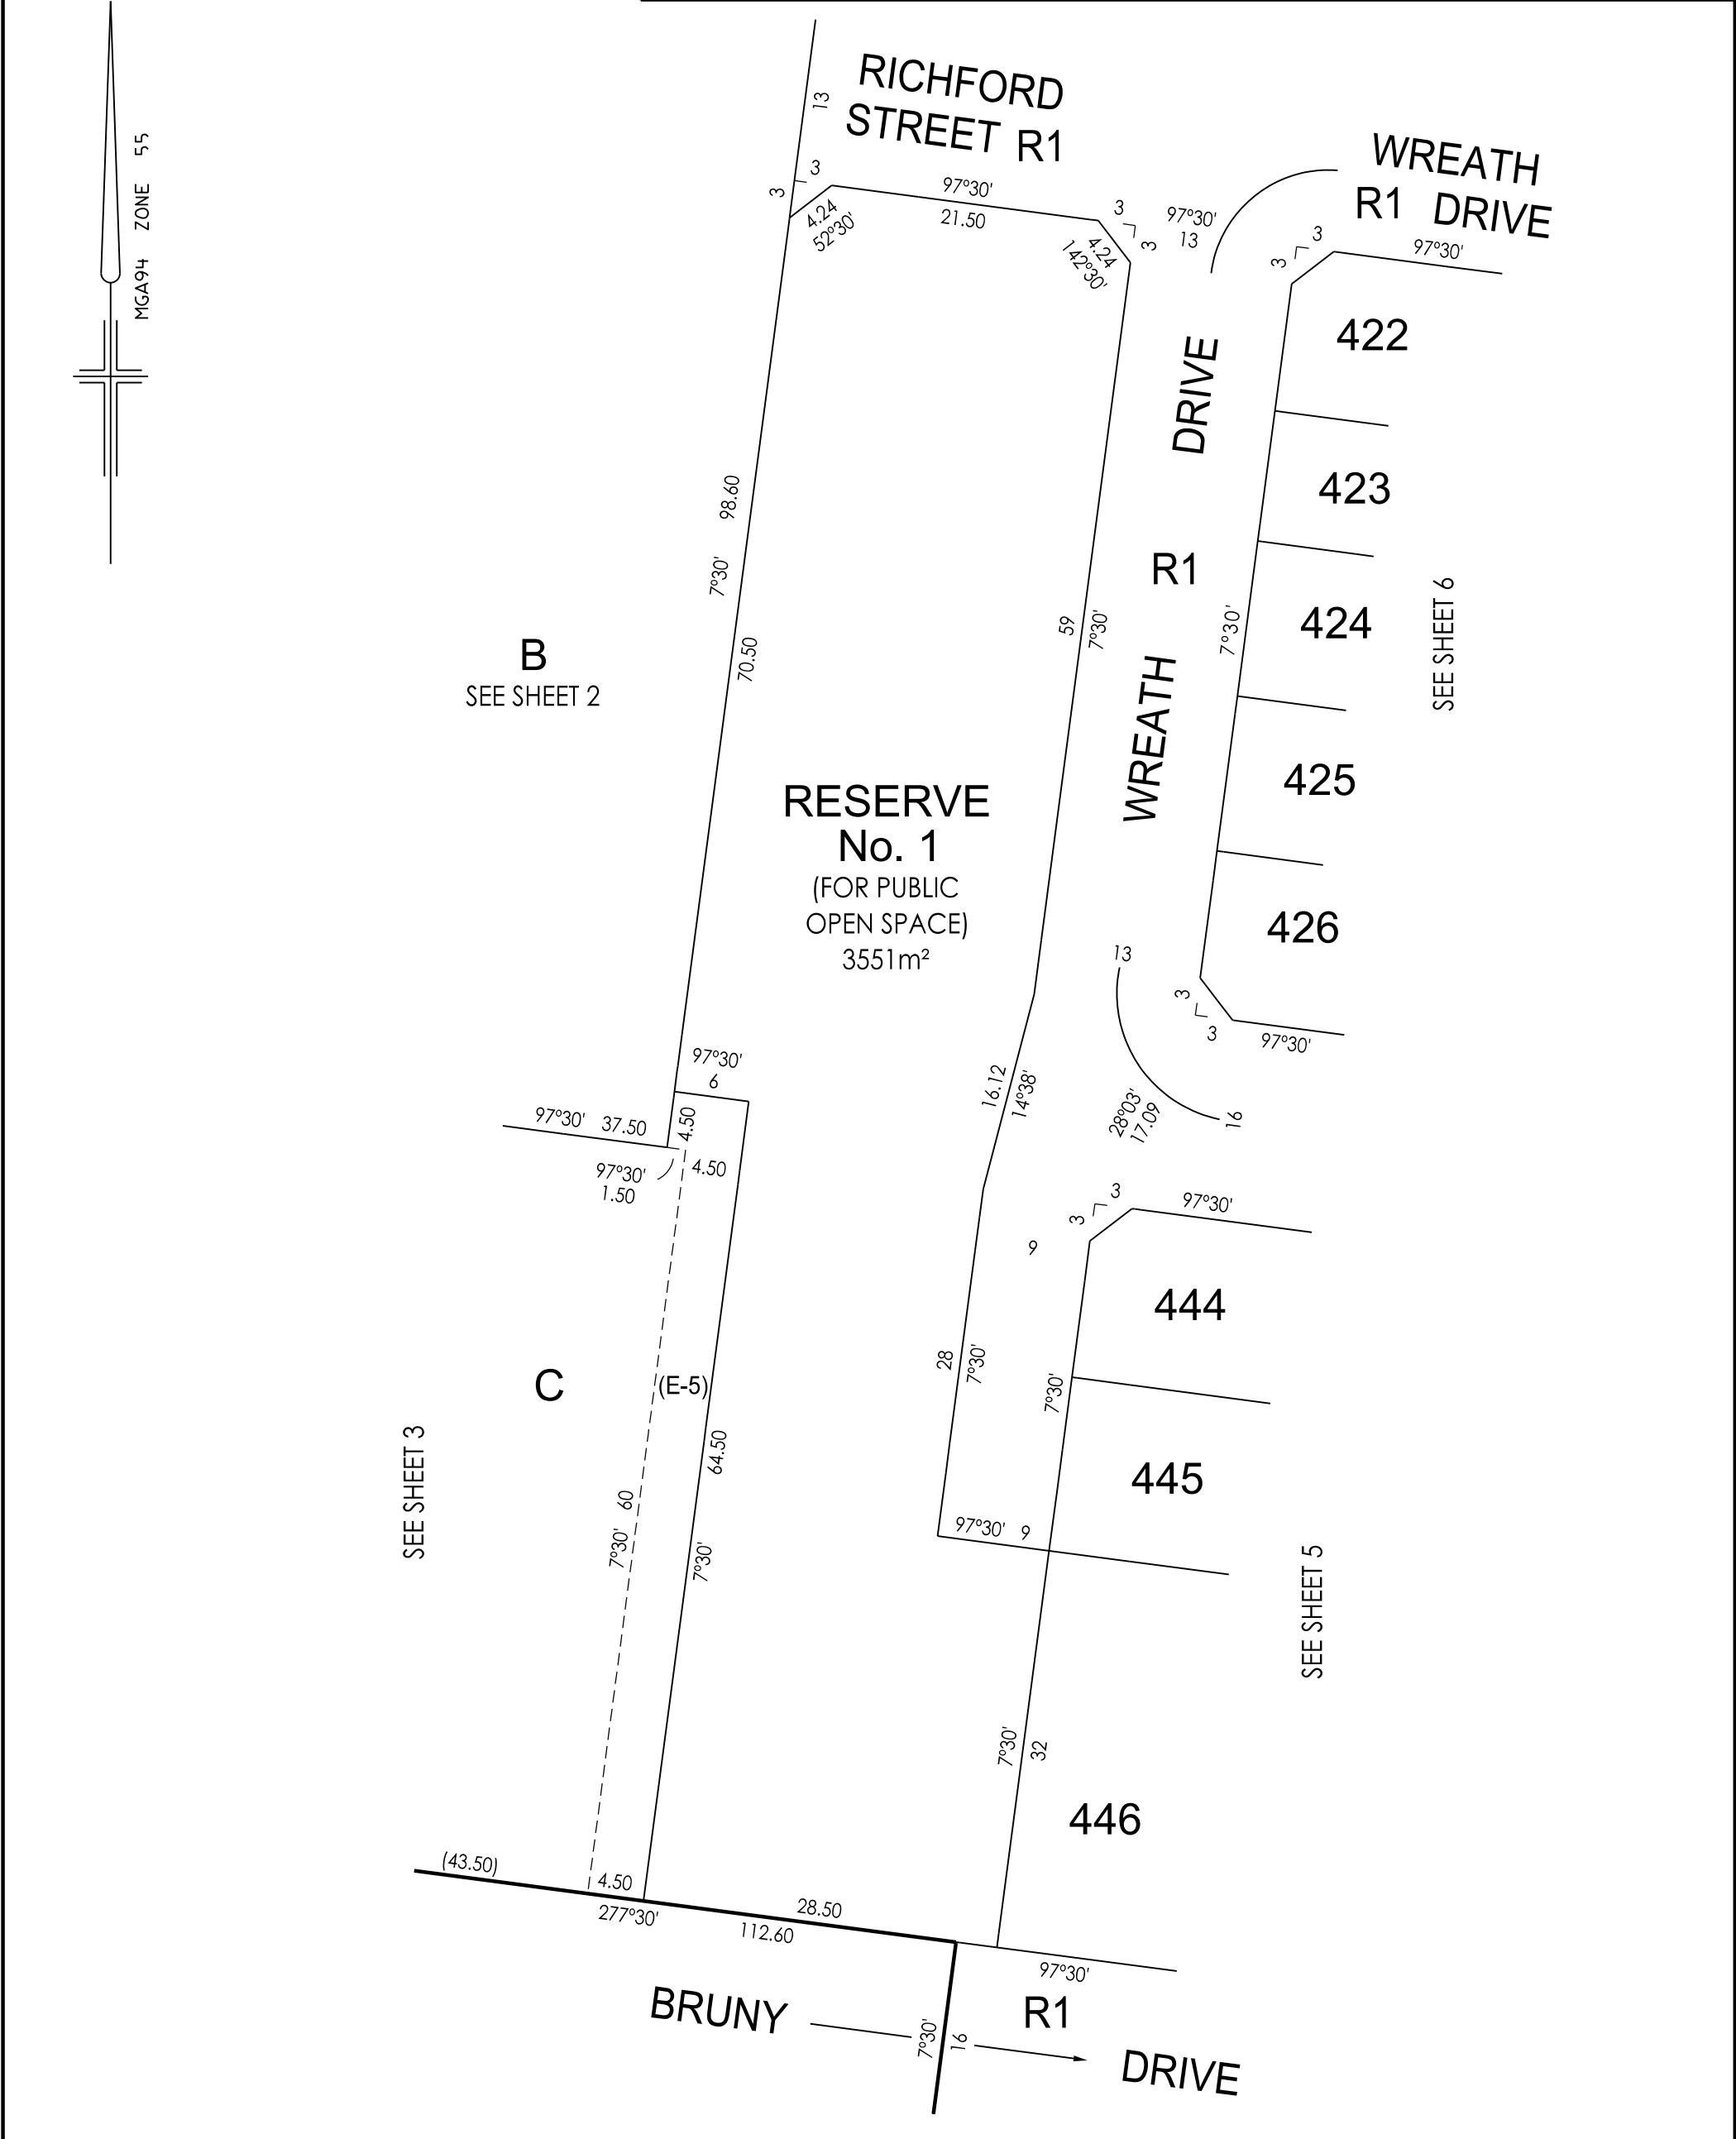 RICHFORD
STREET R1
WREATH
R1 DRIVE
MGA94 ZONE 55
13
3
3
4.24
52°30'
97°30'
21.50
3
3
4.24
142°30'
97°30'
13
3
3
97°30'
422
DRIVE
423
98.60
7°30'
R1
424
7°30'
SEE SHEET 6
59
7°30'
70.50
B
SEE SHEET 2
WREATH
425
RESERVE
No. 1
(FOR PUBLIC
OPEN SPACE)
3551m²
426
13
3
3
97°30'
97°30'
6
16.12
14°38'
28°03'
17.09
16
97°30' 37.50
4.50
97°30'
1.50
4.50
3
3
97°30'
9
444
28
7°30'
7°30'
C
(E-5)
64.50
445
SEE SHEET 3
60
7°30'
7°30'
97°30' 9
SEE SHEET 5
7°30'
32
446
(43.50)
4.50
277°30'
28.50
112.60
97°30'
R1
BRUNY
7°30'
16
DRIVE